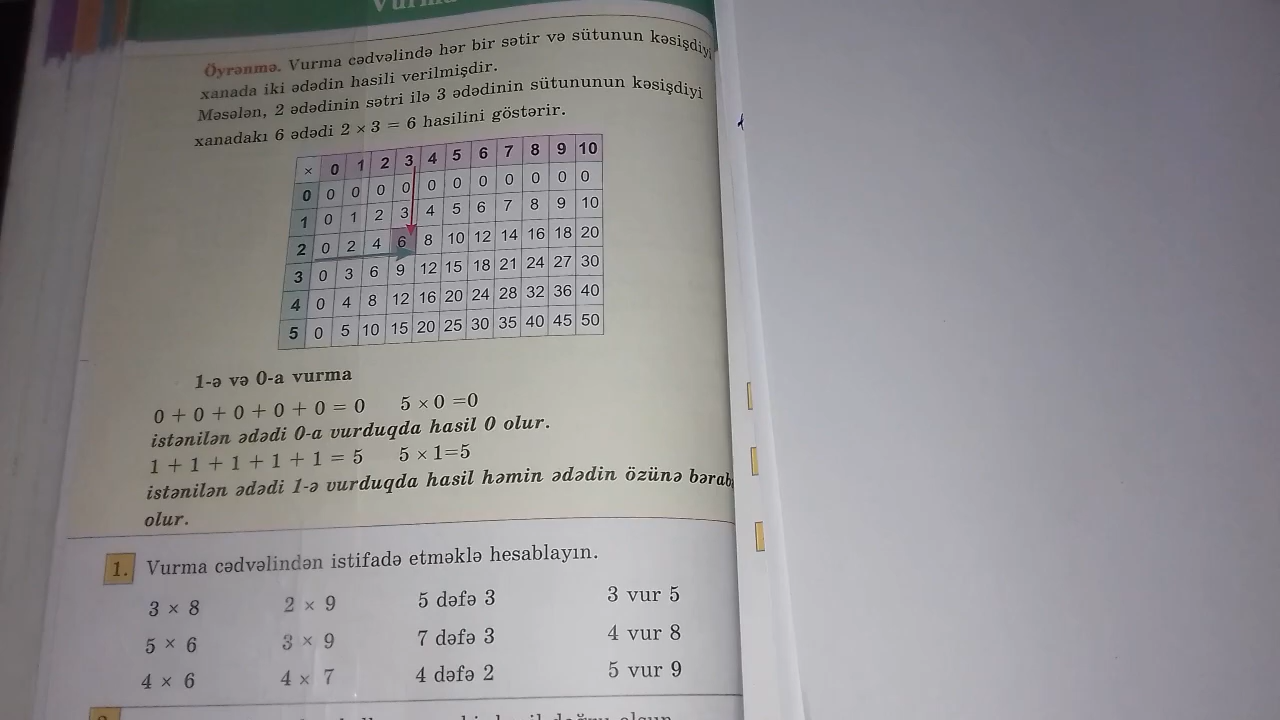 Öyrənmə. Vurma cədvəlində hər bir sətir və sütunun kəsişdiyi
xanada iki ədədin hasili verilmişdir.
Məsələn, 2 ədədinin sətri ilə 3 ədədinin sütununun kəsişdiyi
xanadakı 6 ədədi 2 × 3 = 6 hasilini göstərir.
× 0 1 2 3 4 5 6 7 8 9 10
0 0 0 0 0 0 0 0 0 0 0 0
1 0 1 2 3 4 5 6 7 8 9 10
2 0 2 4 6 8 10 12 14 16 18 20
3 0 3 6 9 12 15 18 21 24 27 30
4 0 4 8 12 16 20 24 28 32 36 40
5 0 5 10 15 20 25 30 35 40 45 50
1-ə və 0-a vurma
0 + 0 + 0 + 0 + 0 = 0 5 × 0 =0
istənilən ədədi 0-a vurduqda hasil 0 olur.
1 + 1 + 1 + 1 + 1 = 5 5 × 1=5
istənilən ədədi 1-ə vurduqda hasil həmin ədədin özünə bərab
olur.
1. Vurma cədvəlindən istifadə etməklə hesablayın.
3 × 8 2 × 9 5 dəfə 3 3 vur 5
5 × 6 3 × 9 7 dəfə 3 4 vur 8
4 × 6 4 × 7 4 dəfə 2 5 vur 9